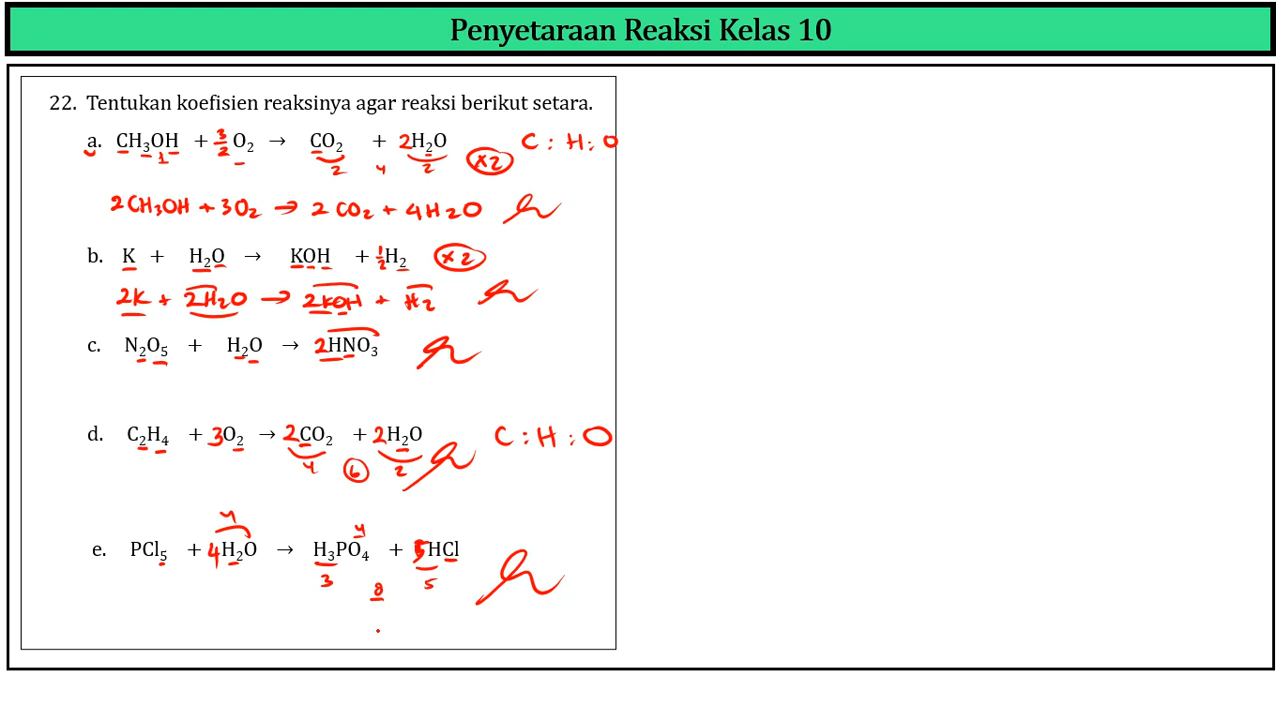 Penyetaraan Reaksi Kelas 10
22. Tentukan koefisien reaksinya agar reaksi berikut setara.
a. CH₃OH + 3/2 O₂ → CO₂ + 2H₂O (×2) C : H : O
1 2 4 2
2CH₃OH + 3O₂ → 2CO₂ + 4H₂O
b. K + H₂O → KOH + 1/2 H₂ (×2)
2K + 2H₂O → 2KOH + H₂
c. N₂O₅ + H₂O → 2HNO₃
d. C₂H₄ + 3O₂ → 2CO₂ + 2H₂O C : H : O
4 6 2
4 4
e. PCl₅ + 4H₂O → H₃PO₄ + 5HCl
3 8 5